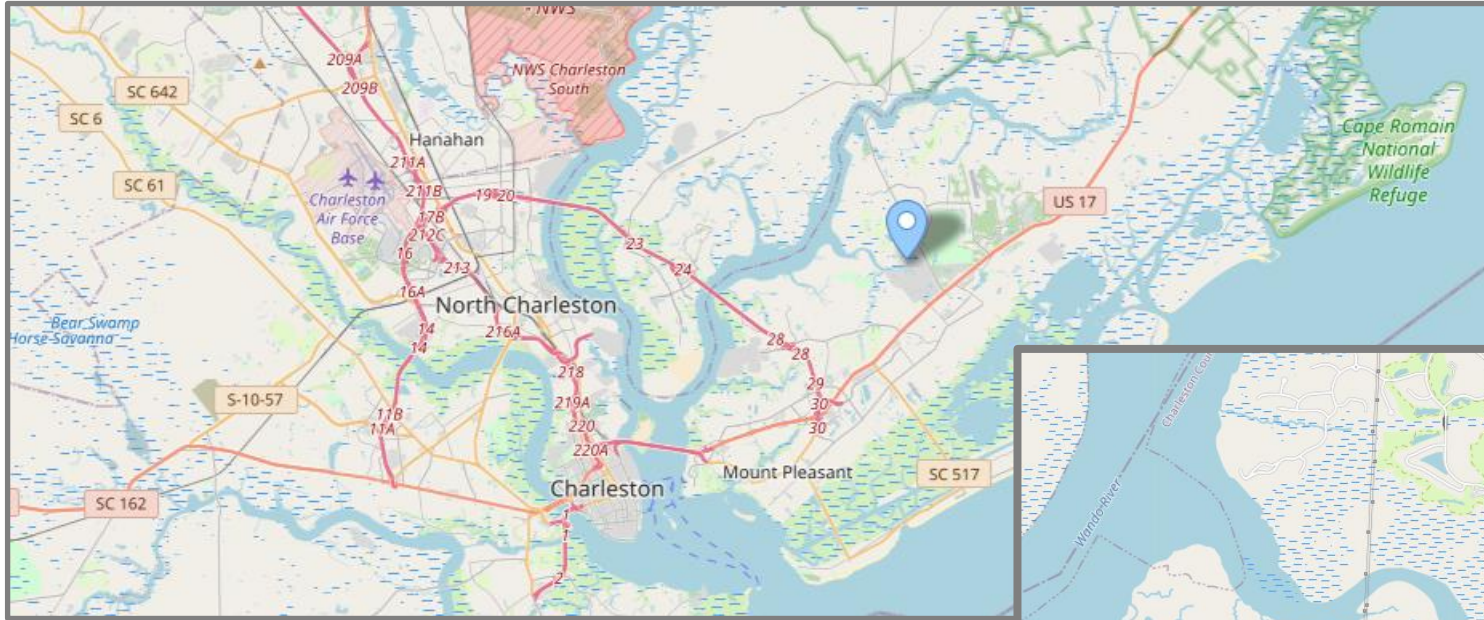 - NWS
209A
209B
SC 642
NWS Charleston
South
SC 6
Hanahan
Cape Romain
National
Wildlife
Refuge
211A
SC 61
211B
19-20
US 17
Charleston
Air Force
Base
17B
212C
23
16
213
24
16A
North Charleston
Bear Swamp
Horse Savanna
14
14
216A
28
28
218
29
S-10-57
11B
11A
219A
30
30
220
220A
Mount Pleasant
SC 517
SC 162
Charleston
1
1
2
Charleston Cou
Wando River